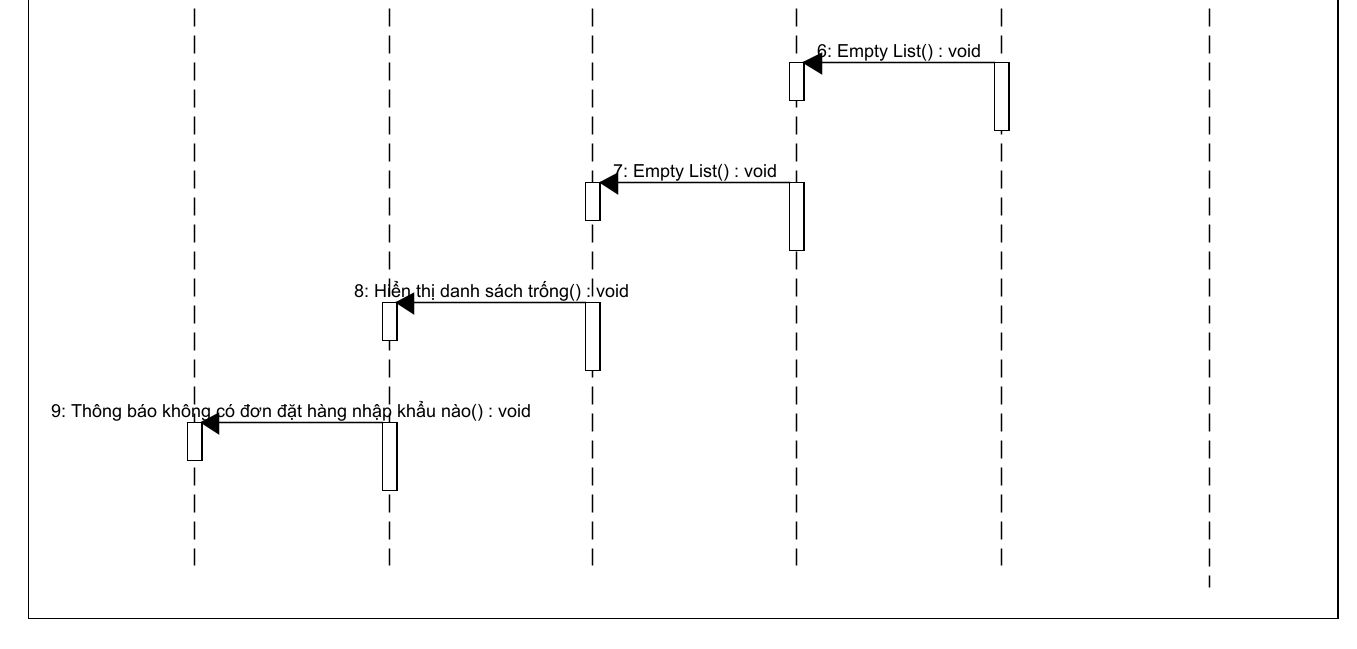 6: Empty List() : void
7: Empty List() : void
8: Hiển thị danh sách trống() : void
9: Thông báo không có đơn đặt hàng nhập khẩu nào() : void